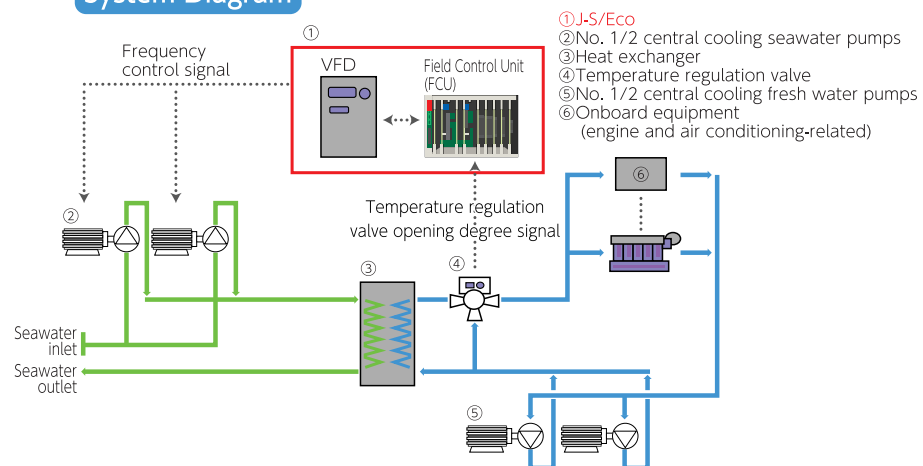 System Diagram
①J-S/Eco
②No. 1/2 central cooling seawater pumps
③Heat exchanger
④Temperature regulation valve
⑤No. 1/2 central cooling fresh water pumps
⑥Onboard equipment
(engine and air conditioning-related)
①
Frequency
control signal
VFD
Field Control Unit
(FCU)
②
⑥
Temperature regulation
valve opening degree signal
③
④
Seawater
inlet
Seawater
outlet
⑤